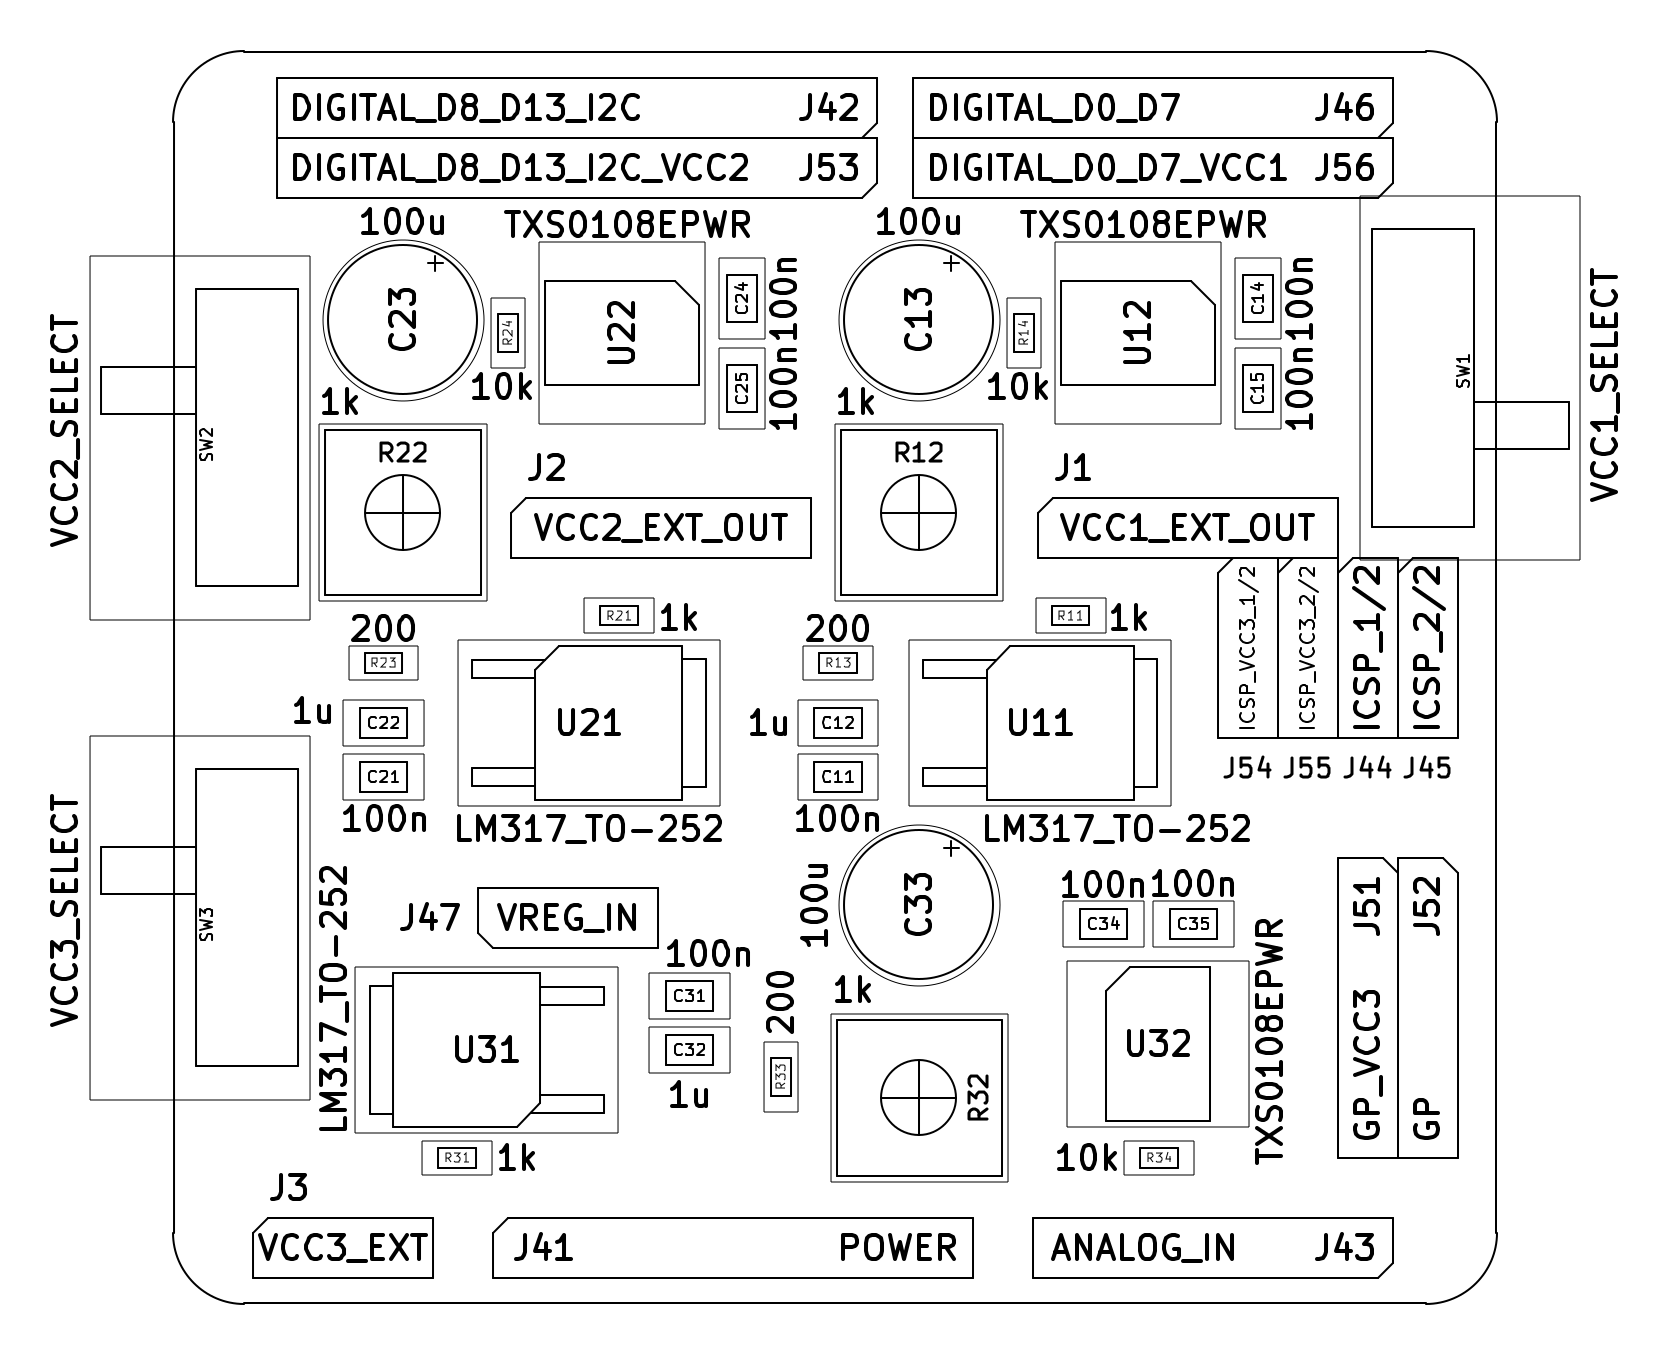 DIGITAL_D8_D13_I2C J42
DIGITAL_D0_D7 J46
DIGITAL_D8_D13_I2C_VCC2 J53
DIGITAL_D0_D7_VCC1 J56
100u
TXS0108EPWR
100u
TXS0108EPWR
C23
+
R24
U22
C24
100n
C13
+
R14
U12
C14
100n
SW1
VCC1_SELECT
VCC2_SELECT
SW2
1k
10k
C25
100n
1k
10k
C15
100n
R22
J2
R12
J1
VCC2_EXT_OUT
VCC1_EXT_OUT
ICSP_VCC3_1/2
ICSP_VCC3_2/2
ICSP_1/2
ICSP_2/2
200
R21
1k
200
R11
1k
R23
R13
1u
C22
U21
1u
C12
U11
C21
C11
J54
J55
J44
J45
100n
LM317_TO-252
100n
LM317_TO-252
VCC3_SELECT
SW3
LM317_TO-252
J47
VREG_IN
100u
C33
+
100n
100n
C34
C35
J51
J52
100n
C31
200
1k
TXS0108EPWR
GP_VCC3
GP
U31
C32
R33
R32
U32
1u
R31
1k
10k
R34
J3
VCC3_EXT
J41 POWER
ANALOG_IN J43